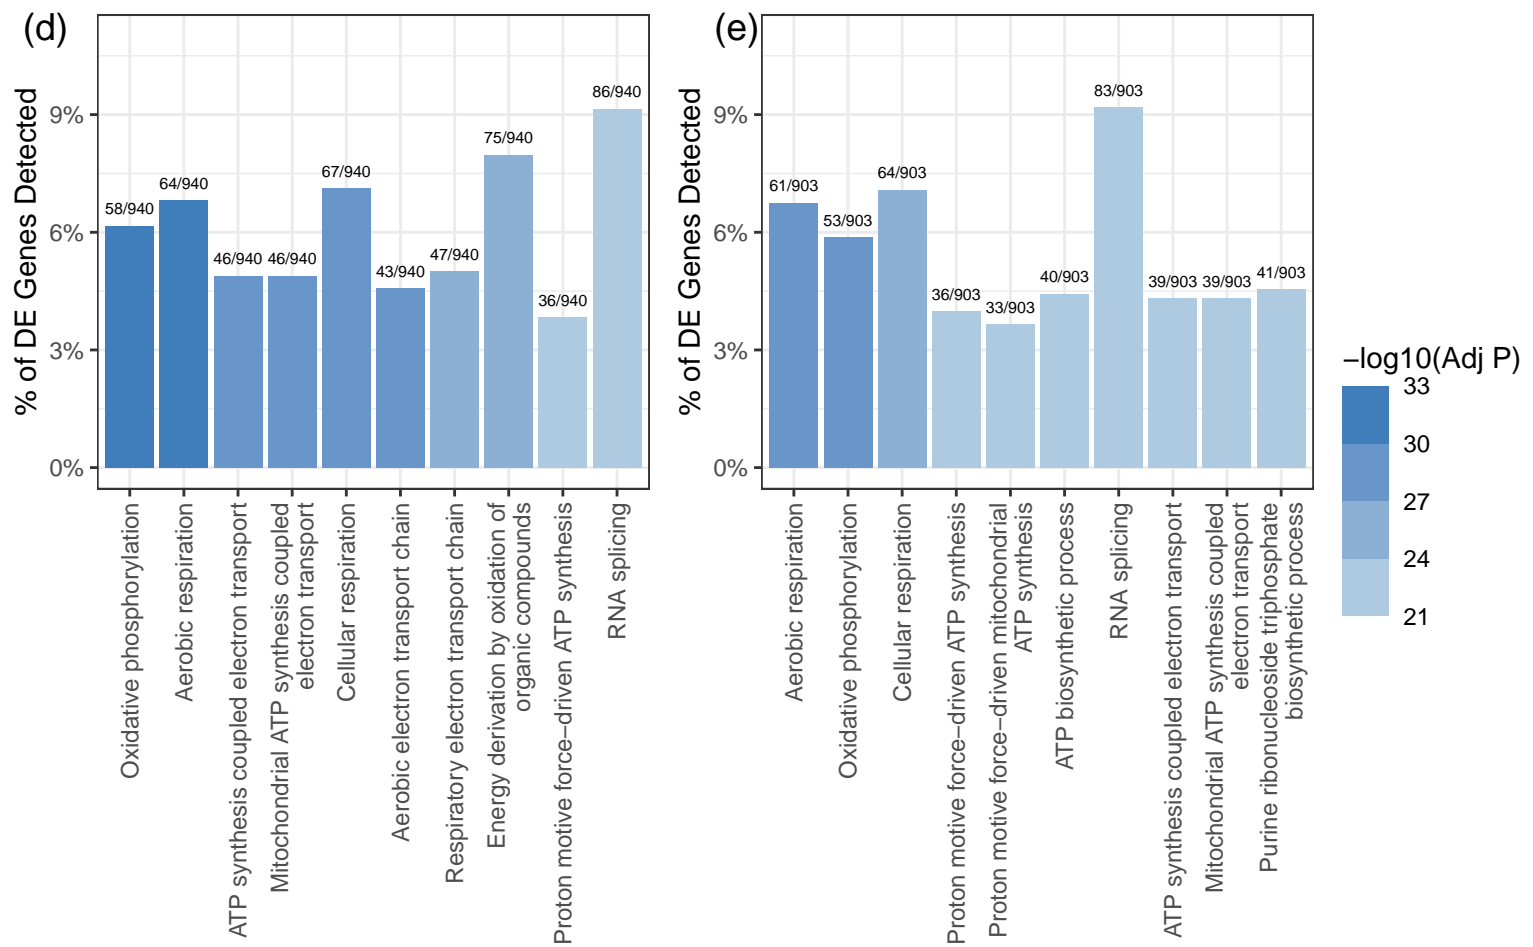 (d)
% of DE Genes Detected
9%
6%
3%
0%
58/940
64/940
46/940
46/940
67/940
43/940
47/940
75/940
36/940
86/940
Oxidative phosphorylation
Aerobic respiration
ATP synthesis coupled electron transport
Mitochondrial ATP synthesis coupled
electron transport
Cellular respiration
Aerobic electron transport chain
Respiratory electron transport chain
Energy derivation by oxidation of
organic compounds
Proton motive force−driven ATP synthesis
RNA splicing
(e)
% of DE Genes Detected
9%
6%
3%
0%
61/903
53/903
64/903
36/903
33/903
40/903
83/903
39/903
39/903
41/903
Aerobic respiration
Oxidative phosphorylation
Cellular respiration
Proton motive force−driven ATP synthesis
Proton motive force−driven mitochondrial
ATP synthesis
ATP biosynthetic process
RNA splicing
ATP synthesis coupled electron transport
Mitochondrial ATP synthesis coupled
electron transport
Purine ribonucleoside triphosphate
biosynthetic process
−log10(Adj P)
33
30
27
24
21